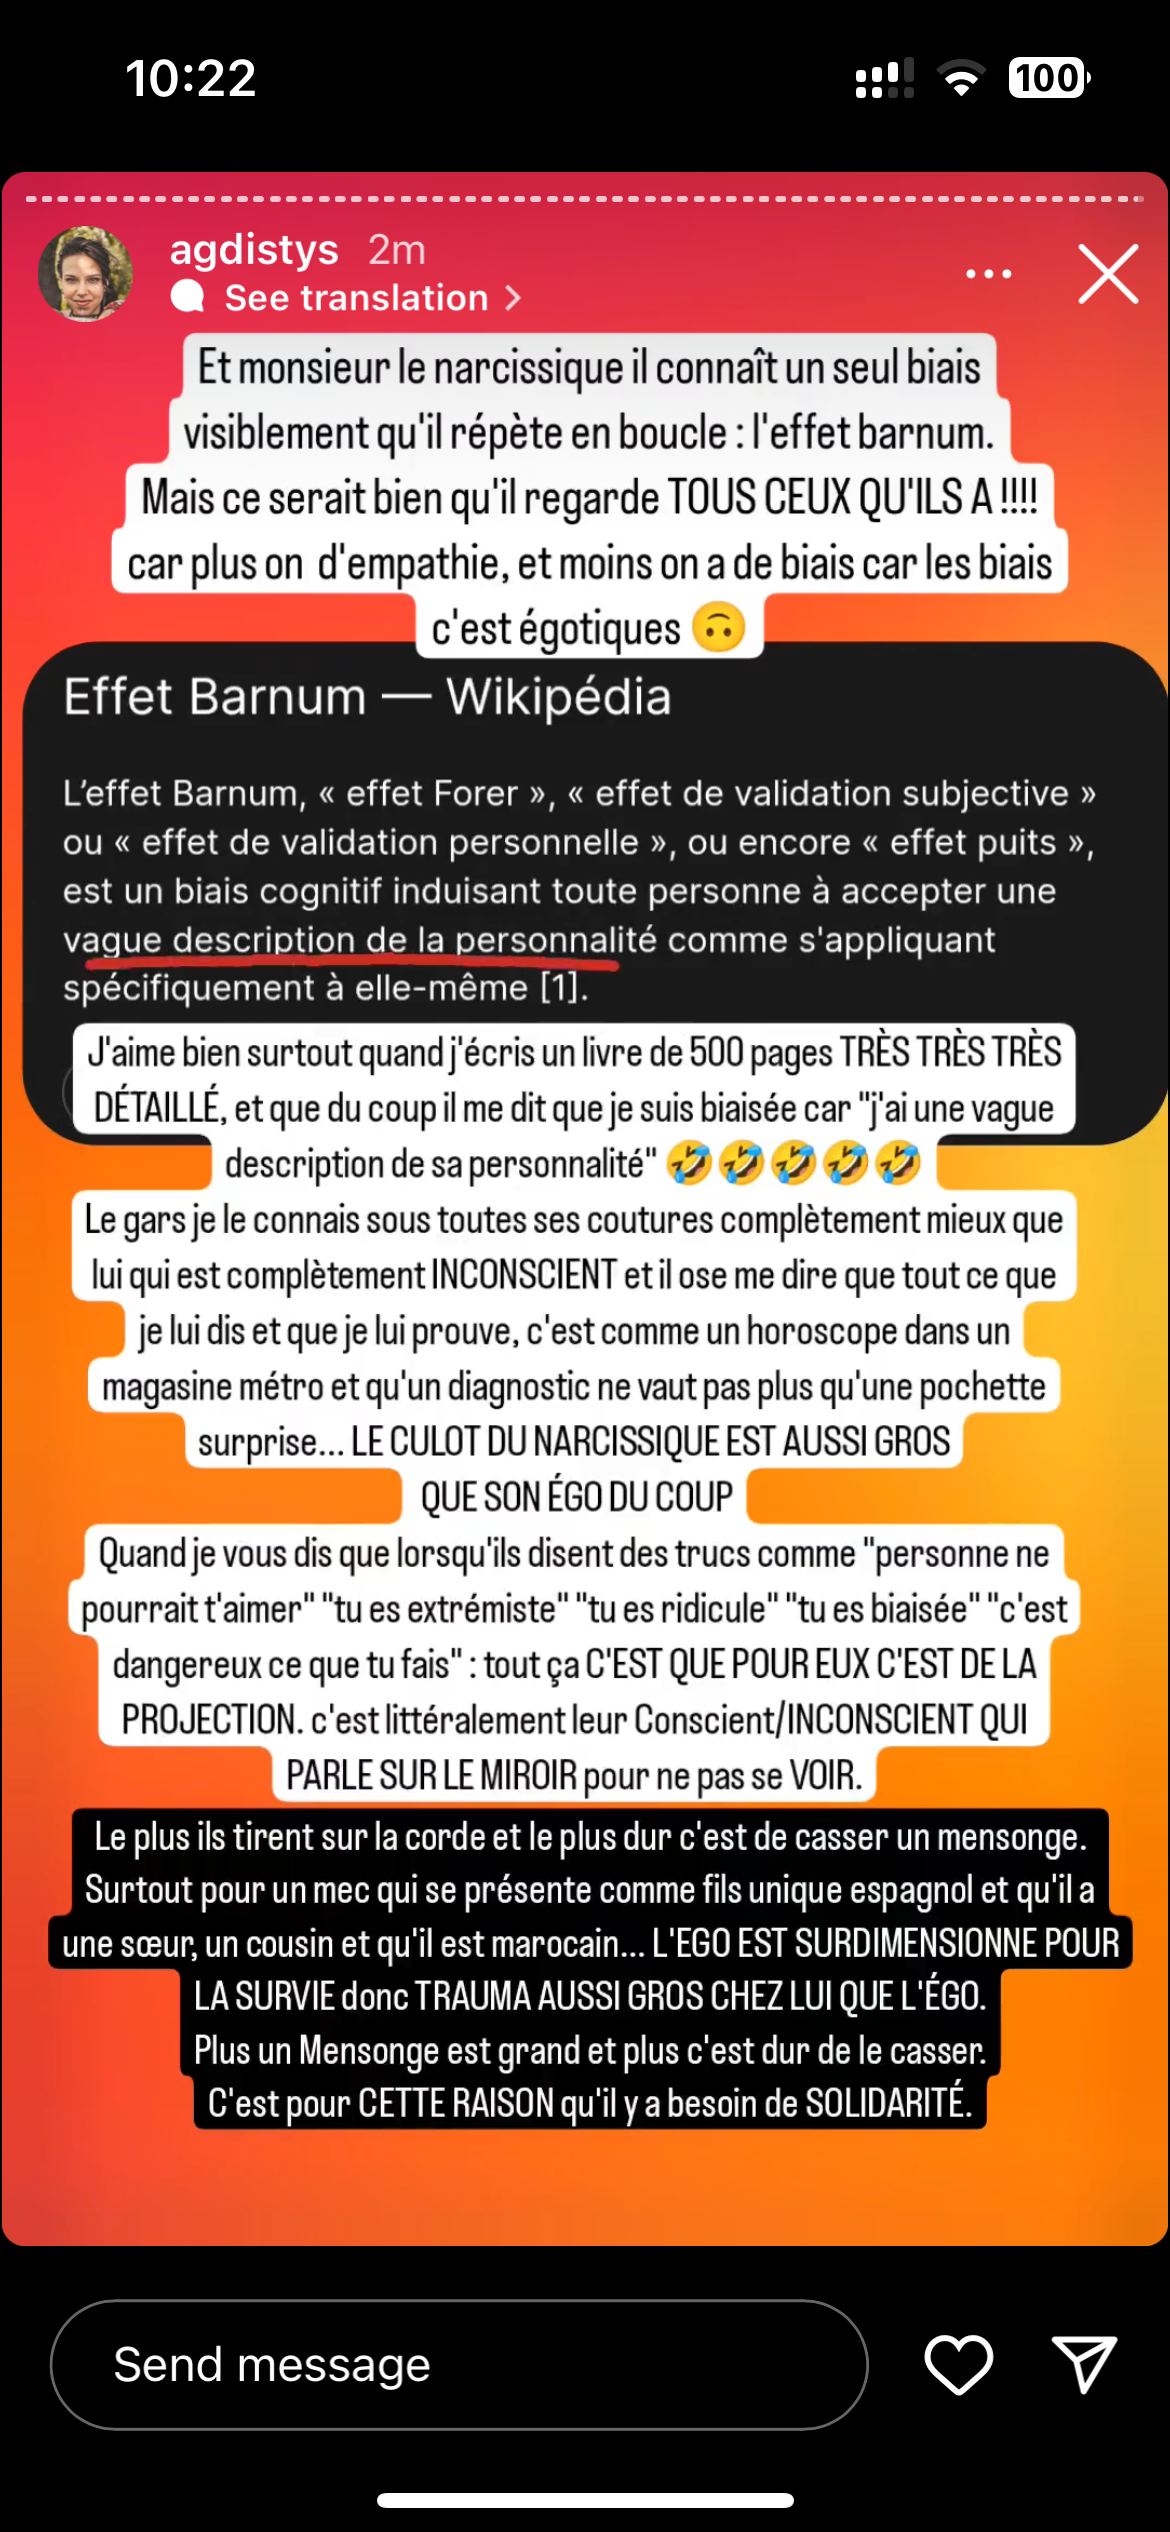 10:22
100
agdistys 2m
See translation
Et monsieur le narcissique il connaît un seul biais
visiblement qu'il répète en boucle : l'effet barnum.
Mais ce serait bien qu'il regarde TOUS CEUX QU'ILS A !!!!
car plus on d'empathie, et moins on a de biais car les biais
c'est égotiques 🙃
Effet Barnum — Wikipédia
L'effet Barnum, « effet Forer », « effet de validation subjective »
ou « effet de validation personnelle », ou encore « effet puits »,
est un biais cognitif induisant toute personne à accepter une
vague description de la personnalité comme s'appliquant
spécifiquement à elle-même [1].
J'aime bien surtout quand j'écris un livre de 500 pages TRÈS TRÈS TRÈS
DÉTAILLÉ, et que du coup il me dit que je suis biaisée car "j'ai une vague
description de sa personnalité" 🤣🤣🤣🤣🤣
Le gars je le connais sous toutes ses coutures complètement mieux que
lui qui est complètement INCONSCIENT et il ose me dire que tout ce que
je lui dis et que je lui prouve, c'est comme un horoscope dans un
magasine métro et qu'un diagnostic ne vaut pas plus qu'une pochette
surprise... LE CULOT DU NARCISSIQUE EST AUSSI GROS
QUE SON ÉGO DU COUP
Quand je vous dis que lorsqu'ils disent des trucs comme "personne ne
pourrait t'aimer" "tu es extrémiste" "tu es ridicule" "tu es biaisée" "c'est
dangereux ce que tu fais" : tout ça C'EST QUE POUR EUX C'EST DE LA
PROJECTION. c'est littéralement leur Conscient/INCONSCIENT QUI
PARLE SUR LE MIROIR pour ne pas se VOIR.
Le plus ils tirent sur la corde et le plus dur c'est de casser un mensonge.
Surtout pour un mec qui se présente comme fils unique espagnol et qu'il a
une sœur, un cousin et qu'il est marocain... L'EGO EST SURDIMENSIONNE POUR
LA SURVIE donc TRAUMA AUSSI GROS CHEZ LUI QUE L'ÉGO.
Plus un Mensonge est grand et plus c'est dur de le casser.
C'est pour CETTE RAISON qu'il y a besoin de SOLIDARITÉ.
Send message